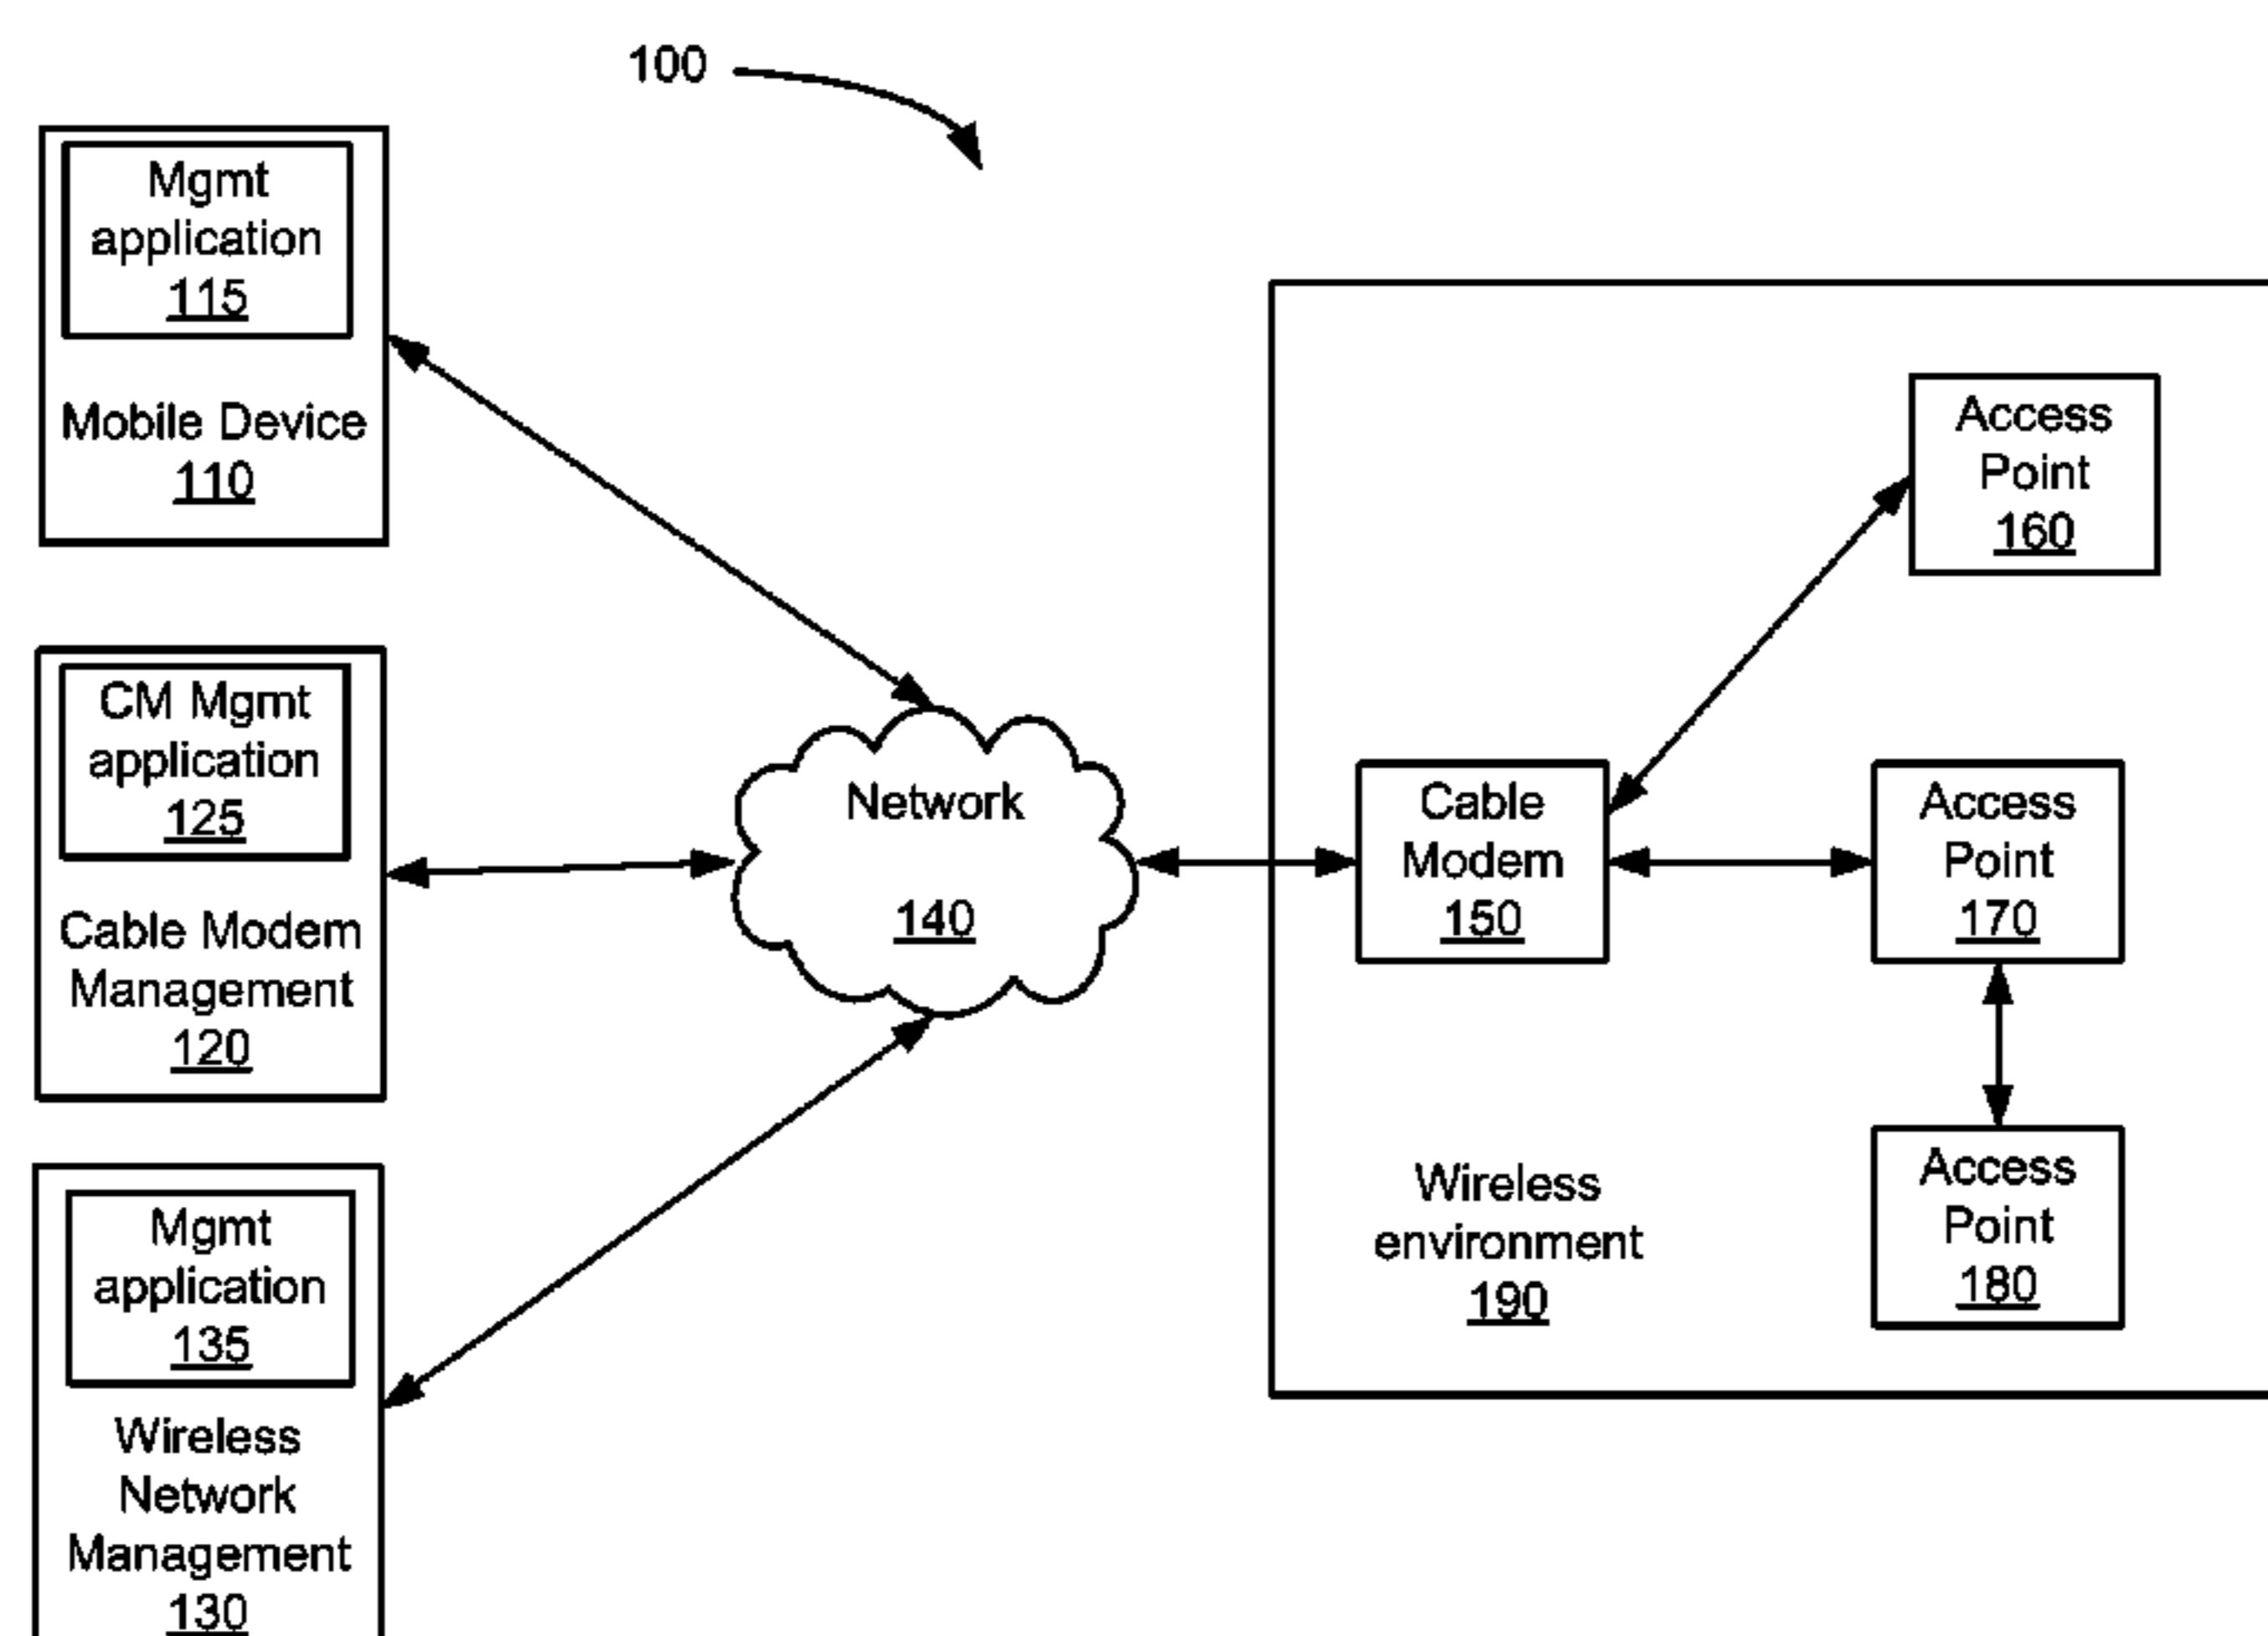 100
Mgmt
application
115
Mobile Device
110
CM Mgmt
application
125
Cable Modem
Management
120
Mgmt
application
135
Wireless
Network
Management
130
Network
140
Cable
Modem
150
Access
Point
160
Access
Point
170
Access
Point
180
Wireless
environment
190